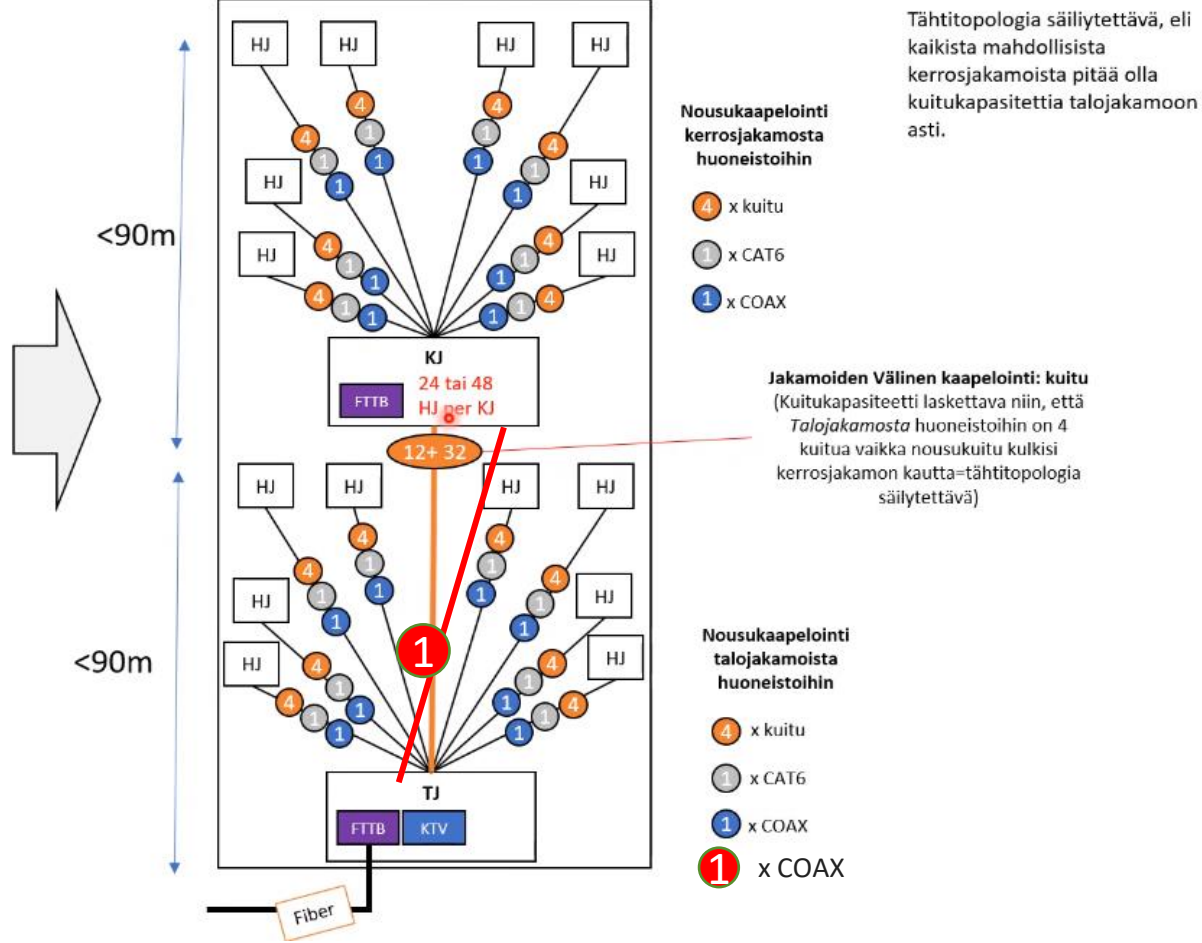 Tähtitopologia säiliytettävä, eli
kaikista mahdollisista
kerrosjakamoista pitää olla
kuitukapasitettia talojakamoon
asti.
HJ
HJ
HJ
HJ
4
4
4
1
1
4
4
1
1
1
1
1
1
1
HJ
HJ
<90m
HJ
HJ
4
4
1
1
1
1
4
4
1
1
1
1
Nousukaapelointi
kerrosjakamosta
huoneistoihin
4 x kuitu
1 x CAT6
1 x COAX
KJ
FTTB
24 tai 48
HJ per KJ
12+ 32
Jakamoiden Välinen kaapelointi: kuitu
(Kuitukapasiteetti laskettava niin, että
Talojakamosta huoneistoihin on 4
kuitua vaikka nousukuitu kulkisi
kerrosjakamon kautta=tähtitopologia
säilytettävä)
HJ
HJ
HJ
HJ
4
4
1
1
4
4
1
1
1
1
1
1
HJ
HJ
<90m
HJ
HJ
1
4
4
1
1
1
1
4
4
1
1
1
1
Nousukaapelointi
talojakamoista
huoneistoihin
4 x kuitu
1 x CAT6
1 x COAX
1 x COAX
TJ
FTTB
KTV
Fiber